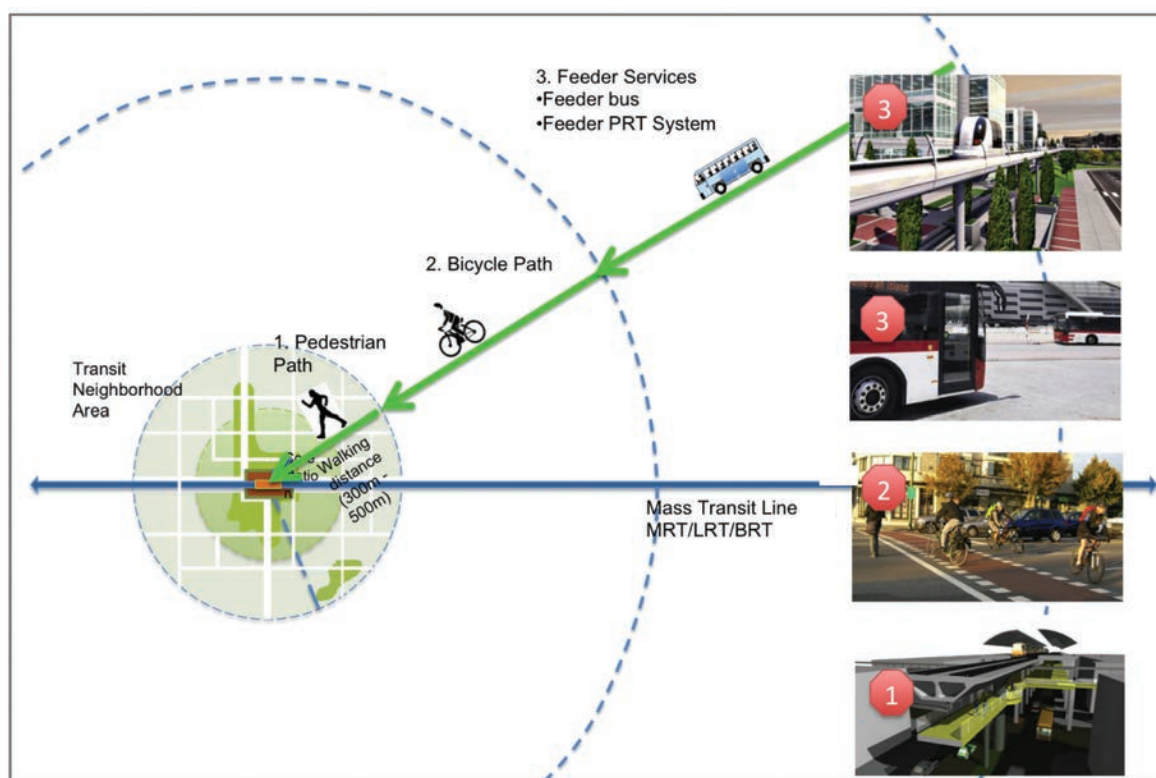 3. Feeder Services
•Feeder bus
•Feeder PRT System
3
2. Bicycle Path
3
1. Pedestrian
Path
Transit
Neighborhood
Area
Walking
distance
(300m -
500m)
n
2
Mass Transit Line
MRT/LRT/BRT
1